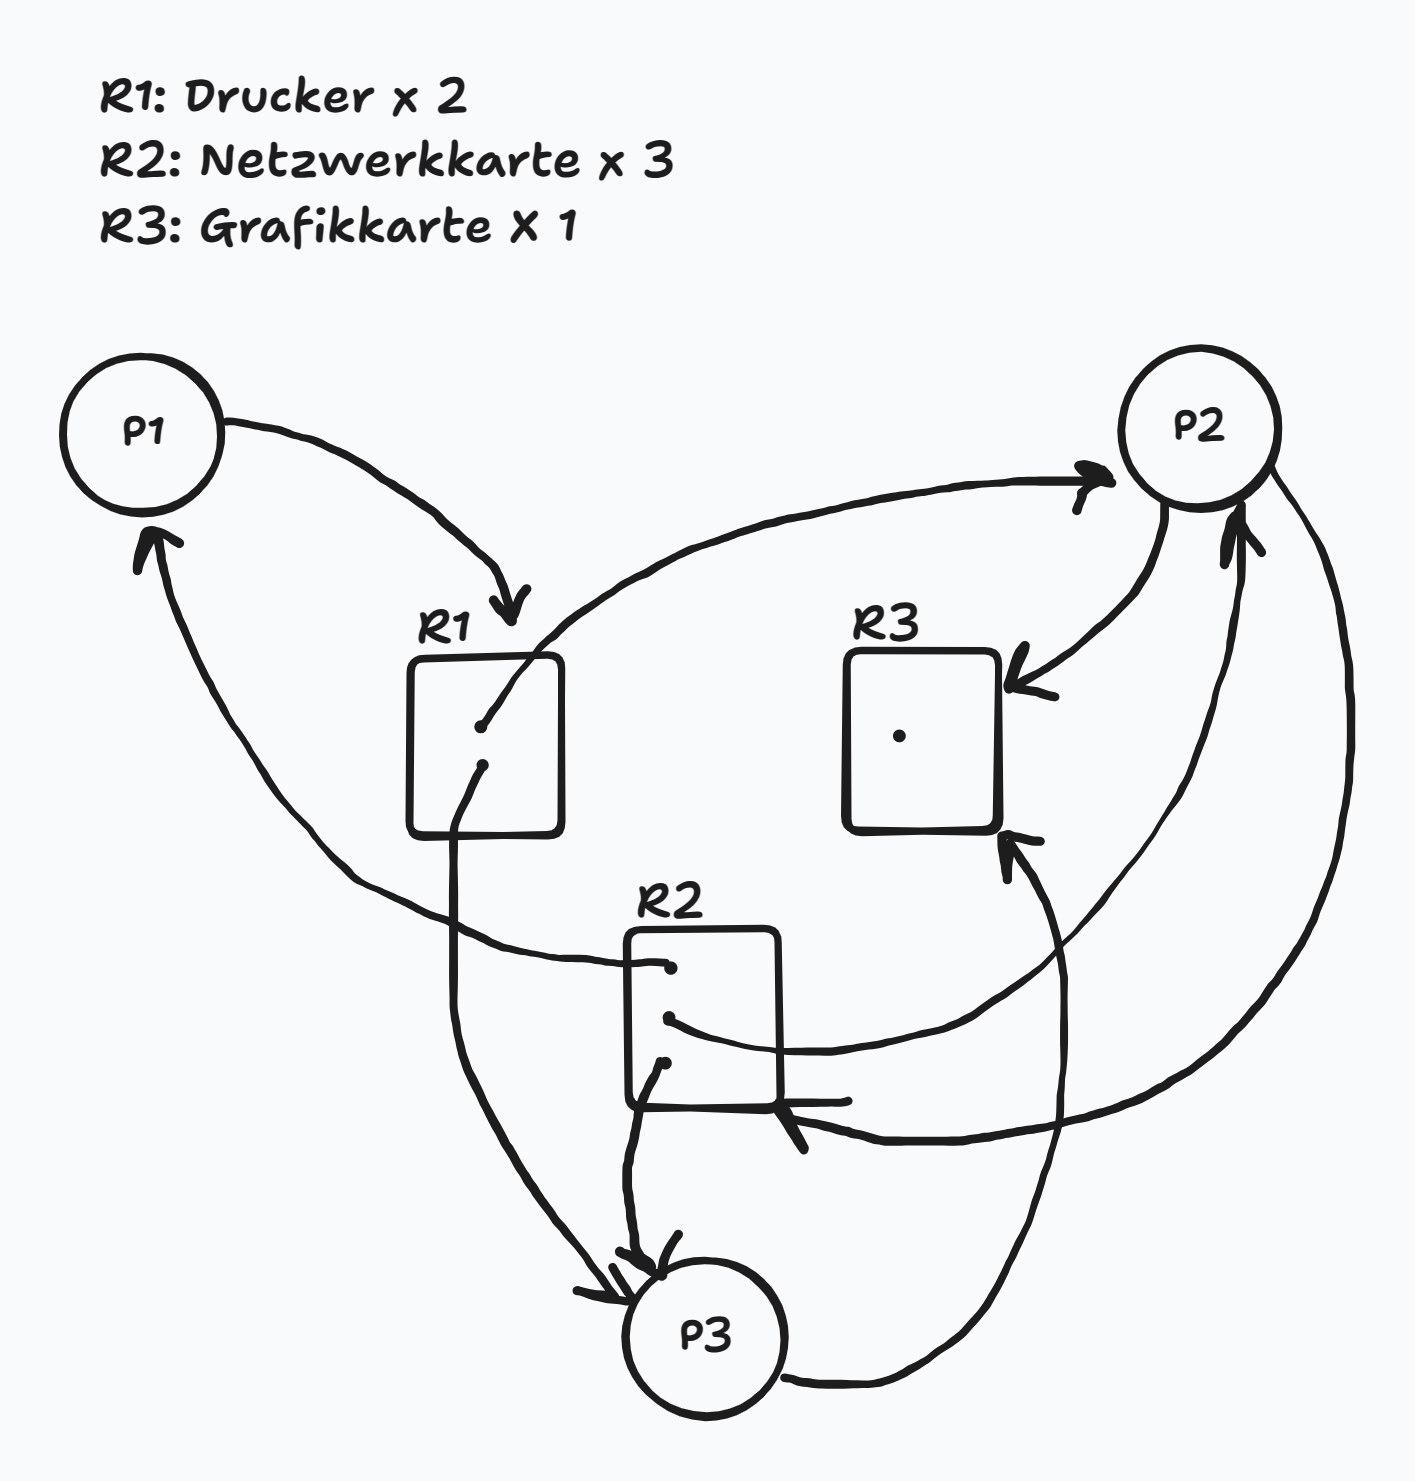 R1: Drucker x 2
R2: Netzwerkkarte x 3
R3: Grafikkarte X 1
P1
P2
R1
R3
R2
P3